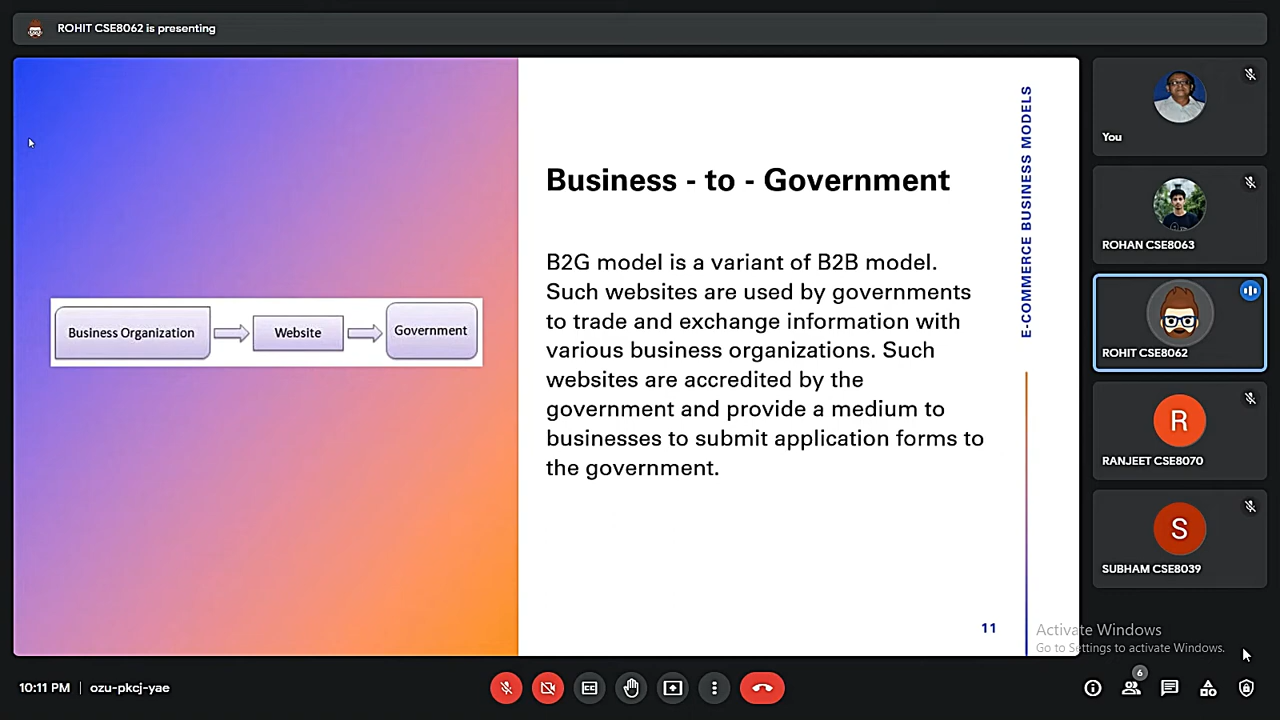 ROHIT CSE8062 is presenting
Business Organization
Website
Government
Business - to - Government
B2G model is a variant of B2B model.
Such websites are used by governments
to trade and exchange information with
various business organizations. Such
websites are accredited by the
government and provide a medium to
businesses to submit application forms to
the government.
E-COMMERCE BUSINESS MODELS
11
You
ROHAN CSE8063
ROHIT CSE8062
R
RANJEET CSE8070
S
SUBHAM CSE8039
Activate Windows
Go to Settings to activate Windows.
10:11 PM | ozu-pkcj-yae
6